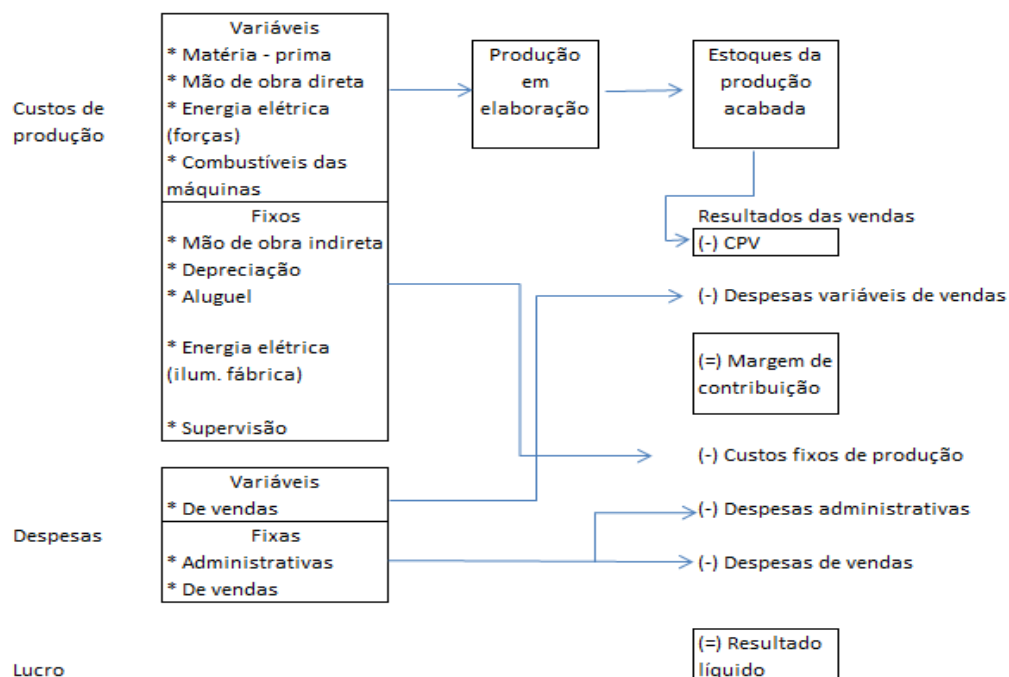 Custos de
produção
Variáveis
* Matéria - prima
* Mão de obra direta
* Energia elétrica
(forças)
* Combustíveis das
máquinas
Fixos
* Mão de obra indireta
* Depreciação
* Aluguel
* Energia elétrica
(ilum. fábrica)
* Supervisão
Produção
em
elaboração
Estoques da
produção
acabada
Resultados das vendas
(-) CPV
(-) Despesas variáveis de vendas
(=) Margem de
contribuição
(-) Custos fixos de produção
Despesas
Variáveis
* De vendas
Fixas
* Administrativas
* De vendas
(-) Despesas administrativas
(-) Despesas de vendas
Lucro
(=) Resultado
líquido